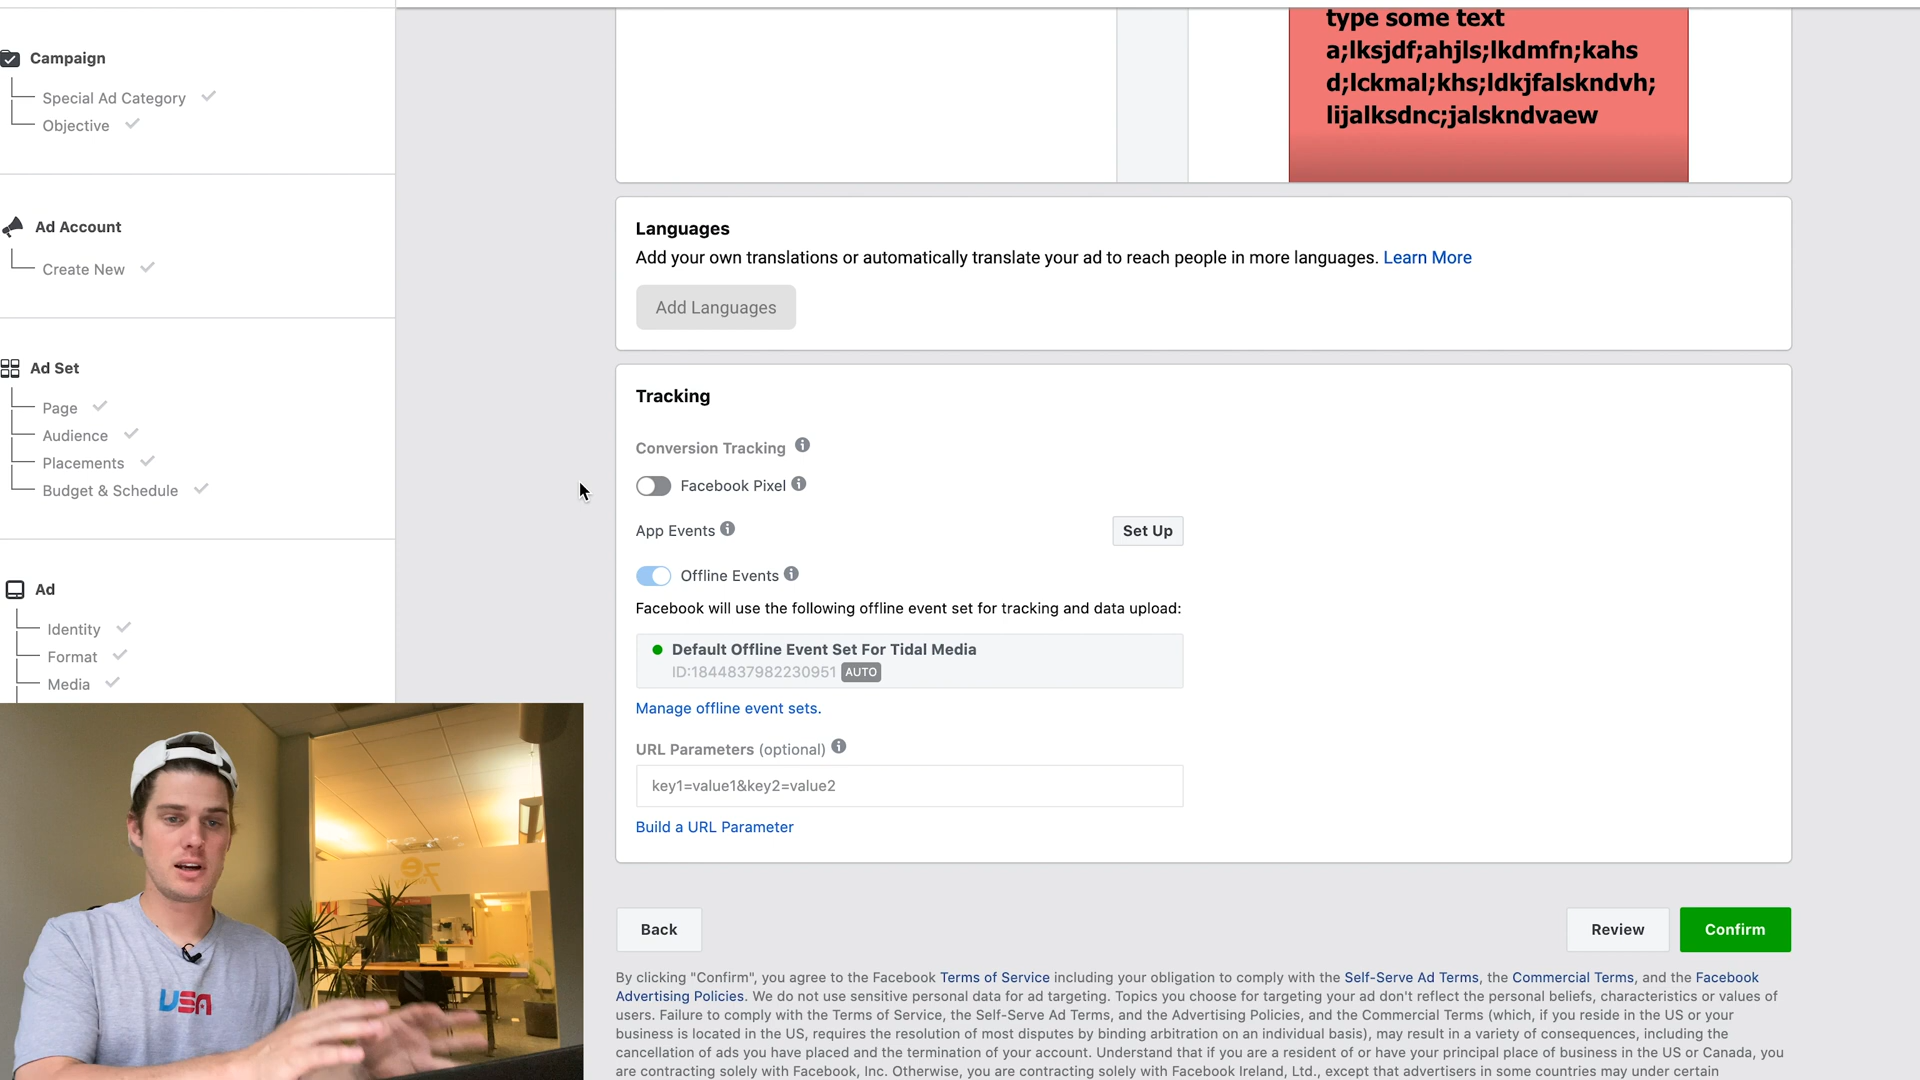 Campaign
Special Ad Category
Objective
Ad Account
Create New
Ad Set
Page
Audience
Placements
Budget & Schedule
Ad
Identity
Format
Media
type some text
a;lksjdf;ahjls;lkdmfn;kahs
d;lckmal;khs;ldkjfalskndvh;
lijalksdnc;jalskndvaew
Languages
Add your own translations or automatically translate your ad to reach people in more languages. Learn More
Add Languages
Tracking
Conversion Tracking
Facebook Pixel
App Events
Set Up
Offline Events
Facebook will use the following offline event set for tracking and data upload:
Default Offline Event Set For Tidal Media
ID:1844837982230951 AUTO
Manage offline event sets.
URL Parameters (optional)
key1=value1&key2=value2
Build a URL Parameter
Back
Review
Confirm
By clicking "Confirm", you agree to the Facebook Terms of Service including your obligation to comply with the Self-Serve Ad Terms, the Commercial Terms, and the Facebook
Advertising Policies. We do not use sensitive personal data for ad targeting. Topics you choose for targeting your ad don't reflect the personal beliefs, characteristics or values of
users. Failure to comply with the Terms of Service, the Self-Serve Ad Terms, and the Advertising Policies, and the Commercial Terms (which, if you reside in the US or your
business is located in the US, requires the resolution of most disputes by binding arbitration on an individual basis), may result in a variety of consequences, including the
cancellation of ads you have placed and the termination of your account. Understand that if you are a resident of or have your principal place of business in the US or Canada, you
are contracting solely with Facebook, Inc. Otherwise, you are contracting solely with Facebook Ireland, Ltd., except that advertisers in some countries may under certain
USA